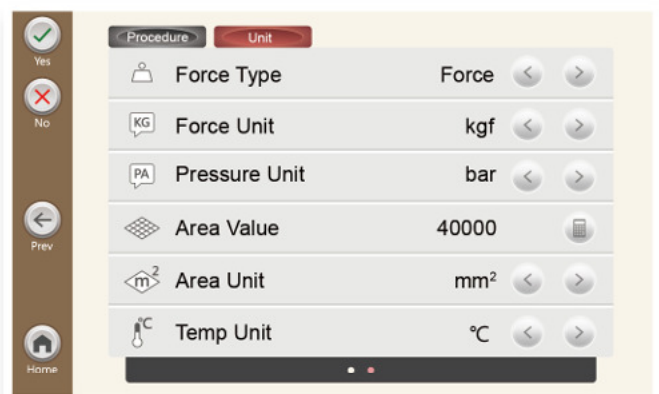 Yes
No
Prev
Home
Procedure Unit
Force Type Force
KG Force Unit kgf
PA Pressure Unit bar
Area Value 40000
m² Area Unit mm²
°C Temp Unit ℃